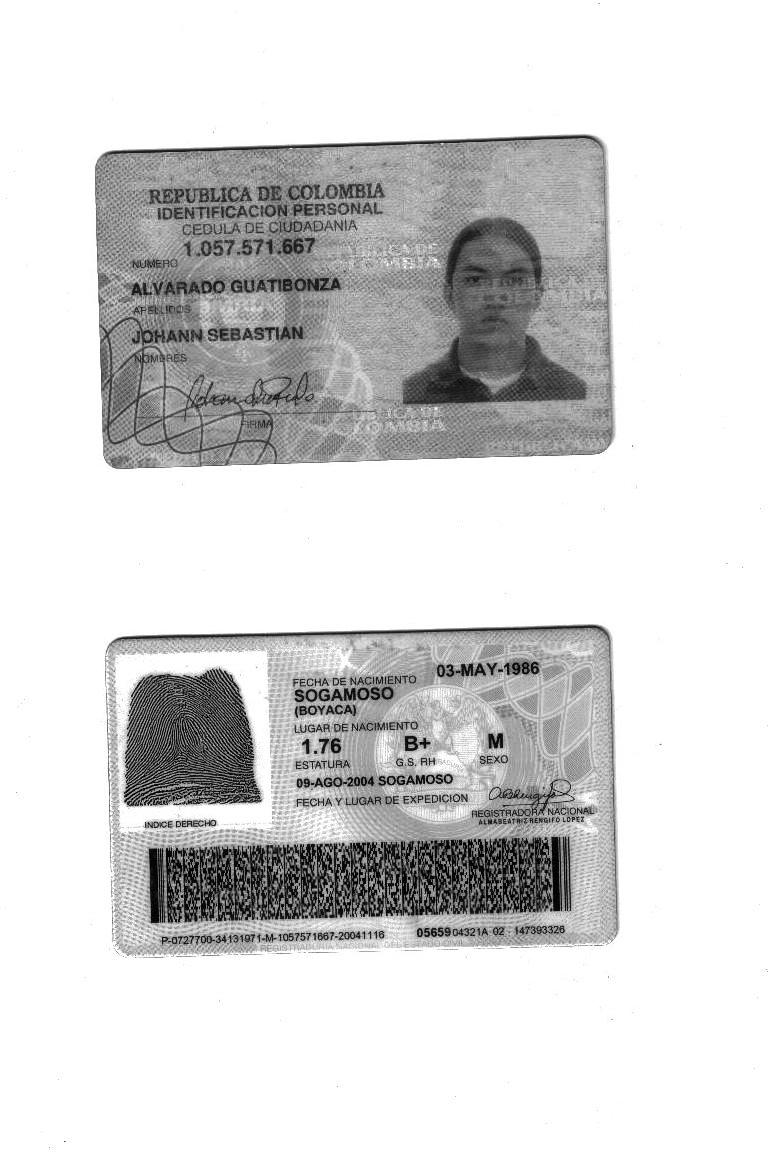 REPUBLICA DE COLOMBIA
IDENTIFICACION PERSONAL
CEDULA DE CIUDADANIA
1.057.571.667
NUMERO
ALVARADO GUATIBONZA
APELLIDOS
JOHANN SEBASTIAN
NOMBRES
FIRMA
03-MAY-1986
FECHA DE NACIMIENTO
SOGAMOSO
(BOYACA)
LUGAR DE NACIMIENTO
1.76 B+ M
ESTATURA G.S. RH SEXO
09-AGO-2004 SOGAMOSO
FECHA Y LUGAR DE EXPEDICION
REGISTRADORA NACIONAL
ALMABEATRIZ RENGIFO LOPEZ
INDICE DERECHO
P-0727700-34131971-M-1057571667-20041116 05659 04321A 02 147393326
REGISTRADURIA NACIONAL DEL ESTADO CIVIL